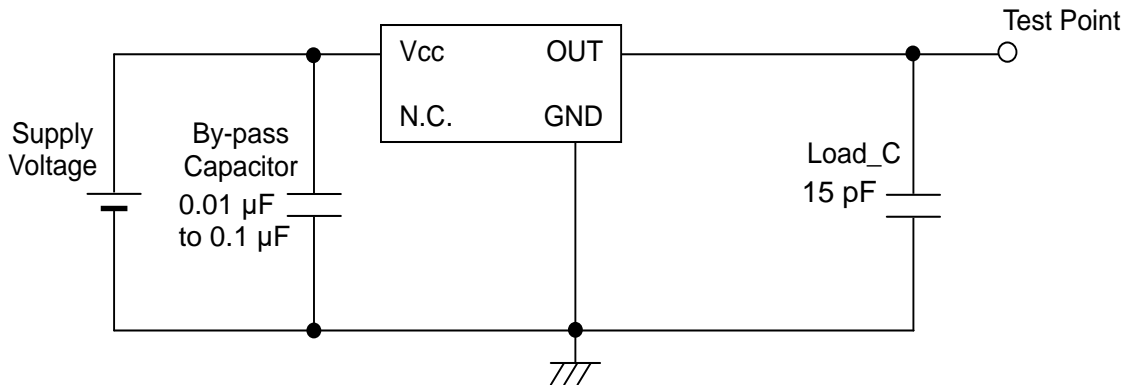 Test Point
Vcc
OUT
N.C.
GND
Supply
Voltage
By-pass
Capacitor
0.01 µF
to 0.1 µF
Load_C
15 pF